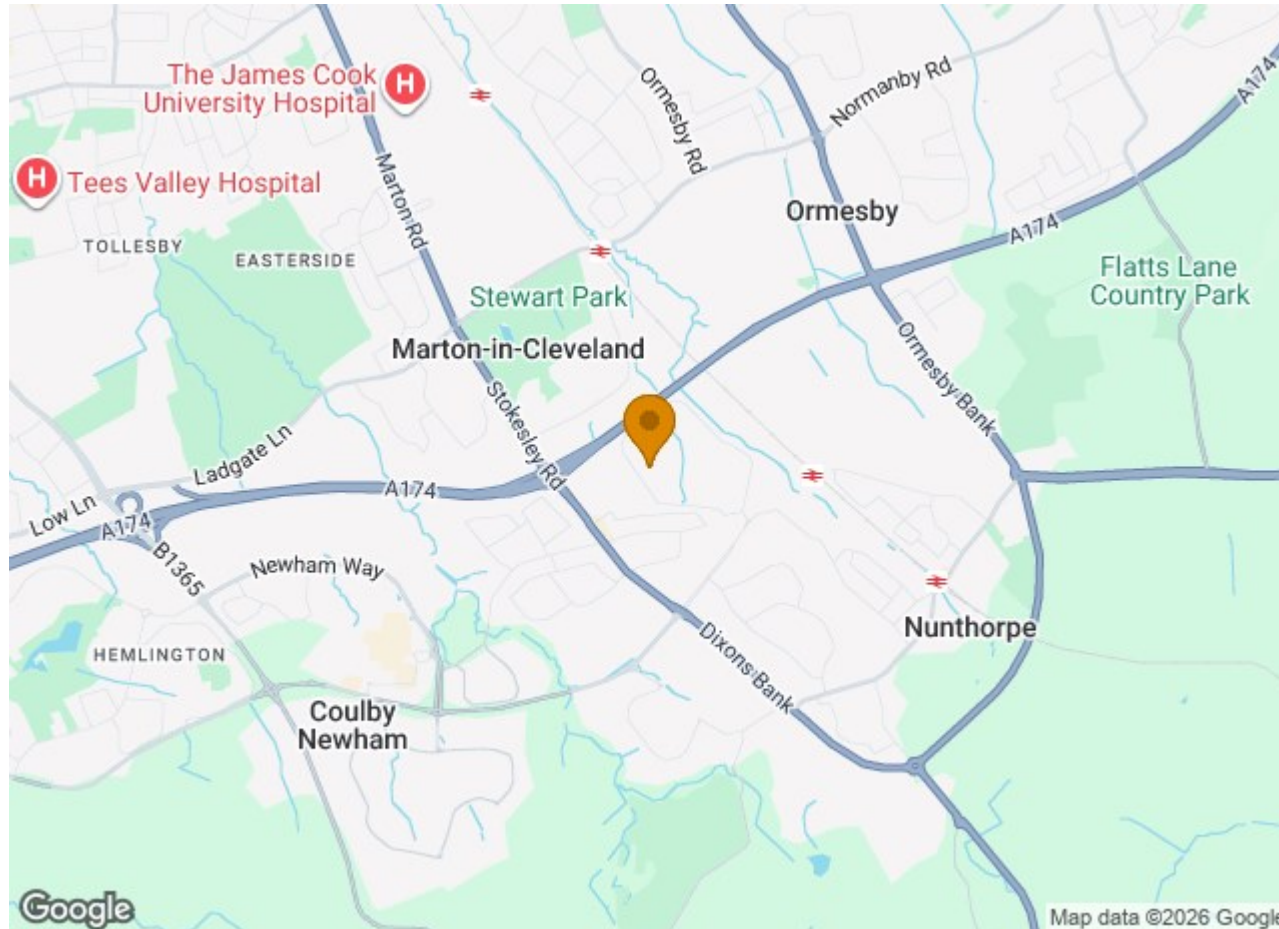 The James Cook
University Hospital
H
H
Tees Valley Hospital
TOLLESBY
EASTERSIDE
Marton Rd
Ormesby Rd
Normanby Rd
A174
Ormesby
A174
Flatts Lane
Country Park
Stewart Park
Marton-in-Cleveland
Stokesley Rd
Ormesby Bank
Ladgate Ln
Low Ln
A174
A174
B1365
Newham Way
HEMLINGTON
Nunthorpe
Dixons Bank
Coulby
Newham
Google
Map data ©2026 Google